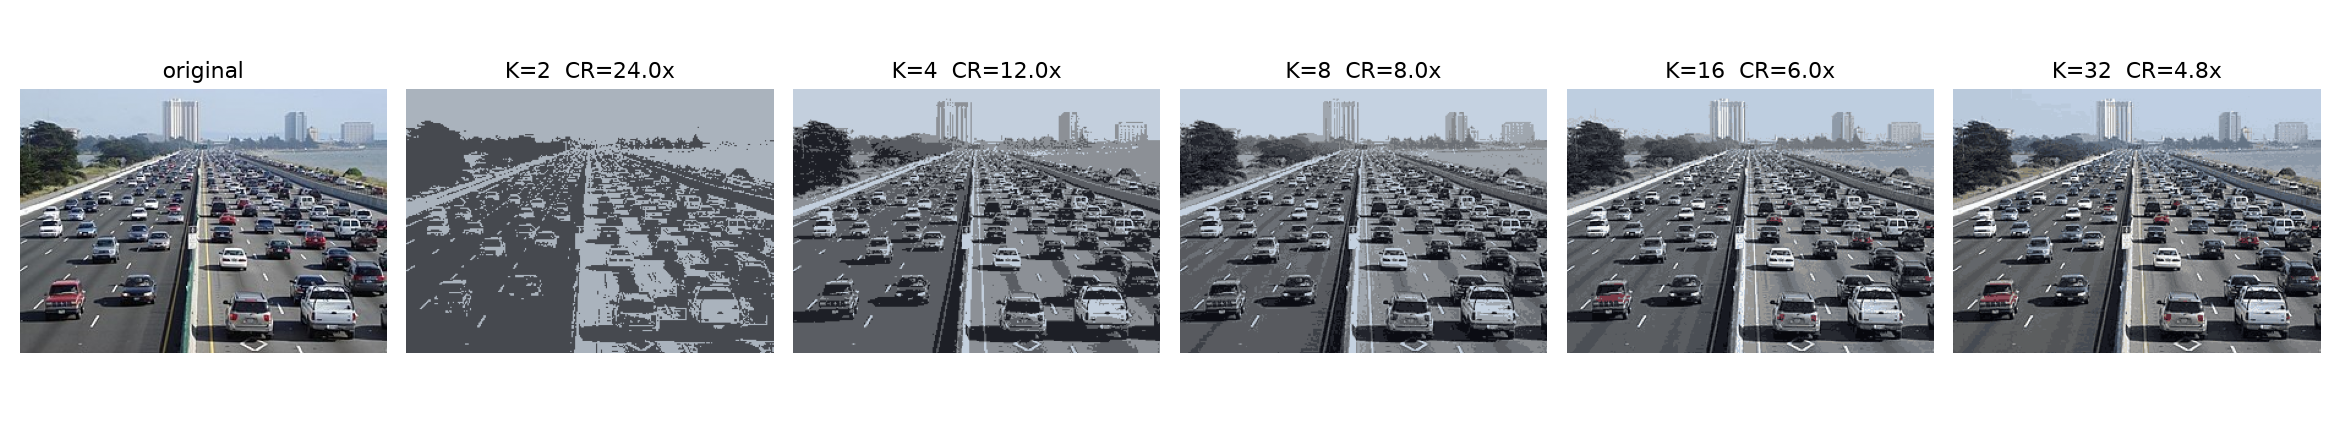 original
K=2  CR=24.0x
K=4  CR=12.0x
K=8  CR=8.0x
K=16  CR=6.0x
K=32  CR=4.8x